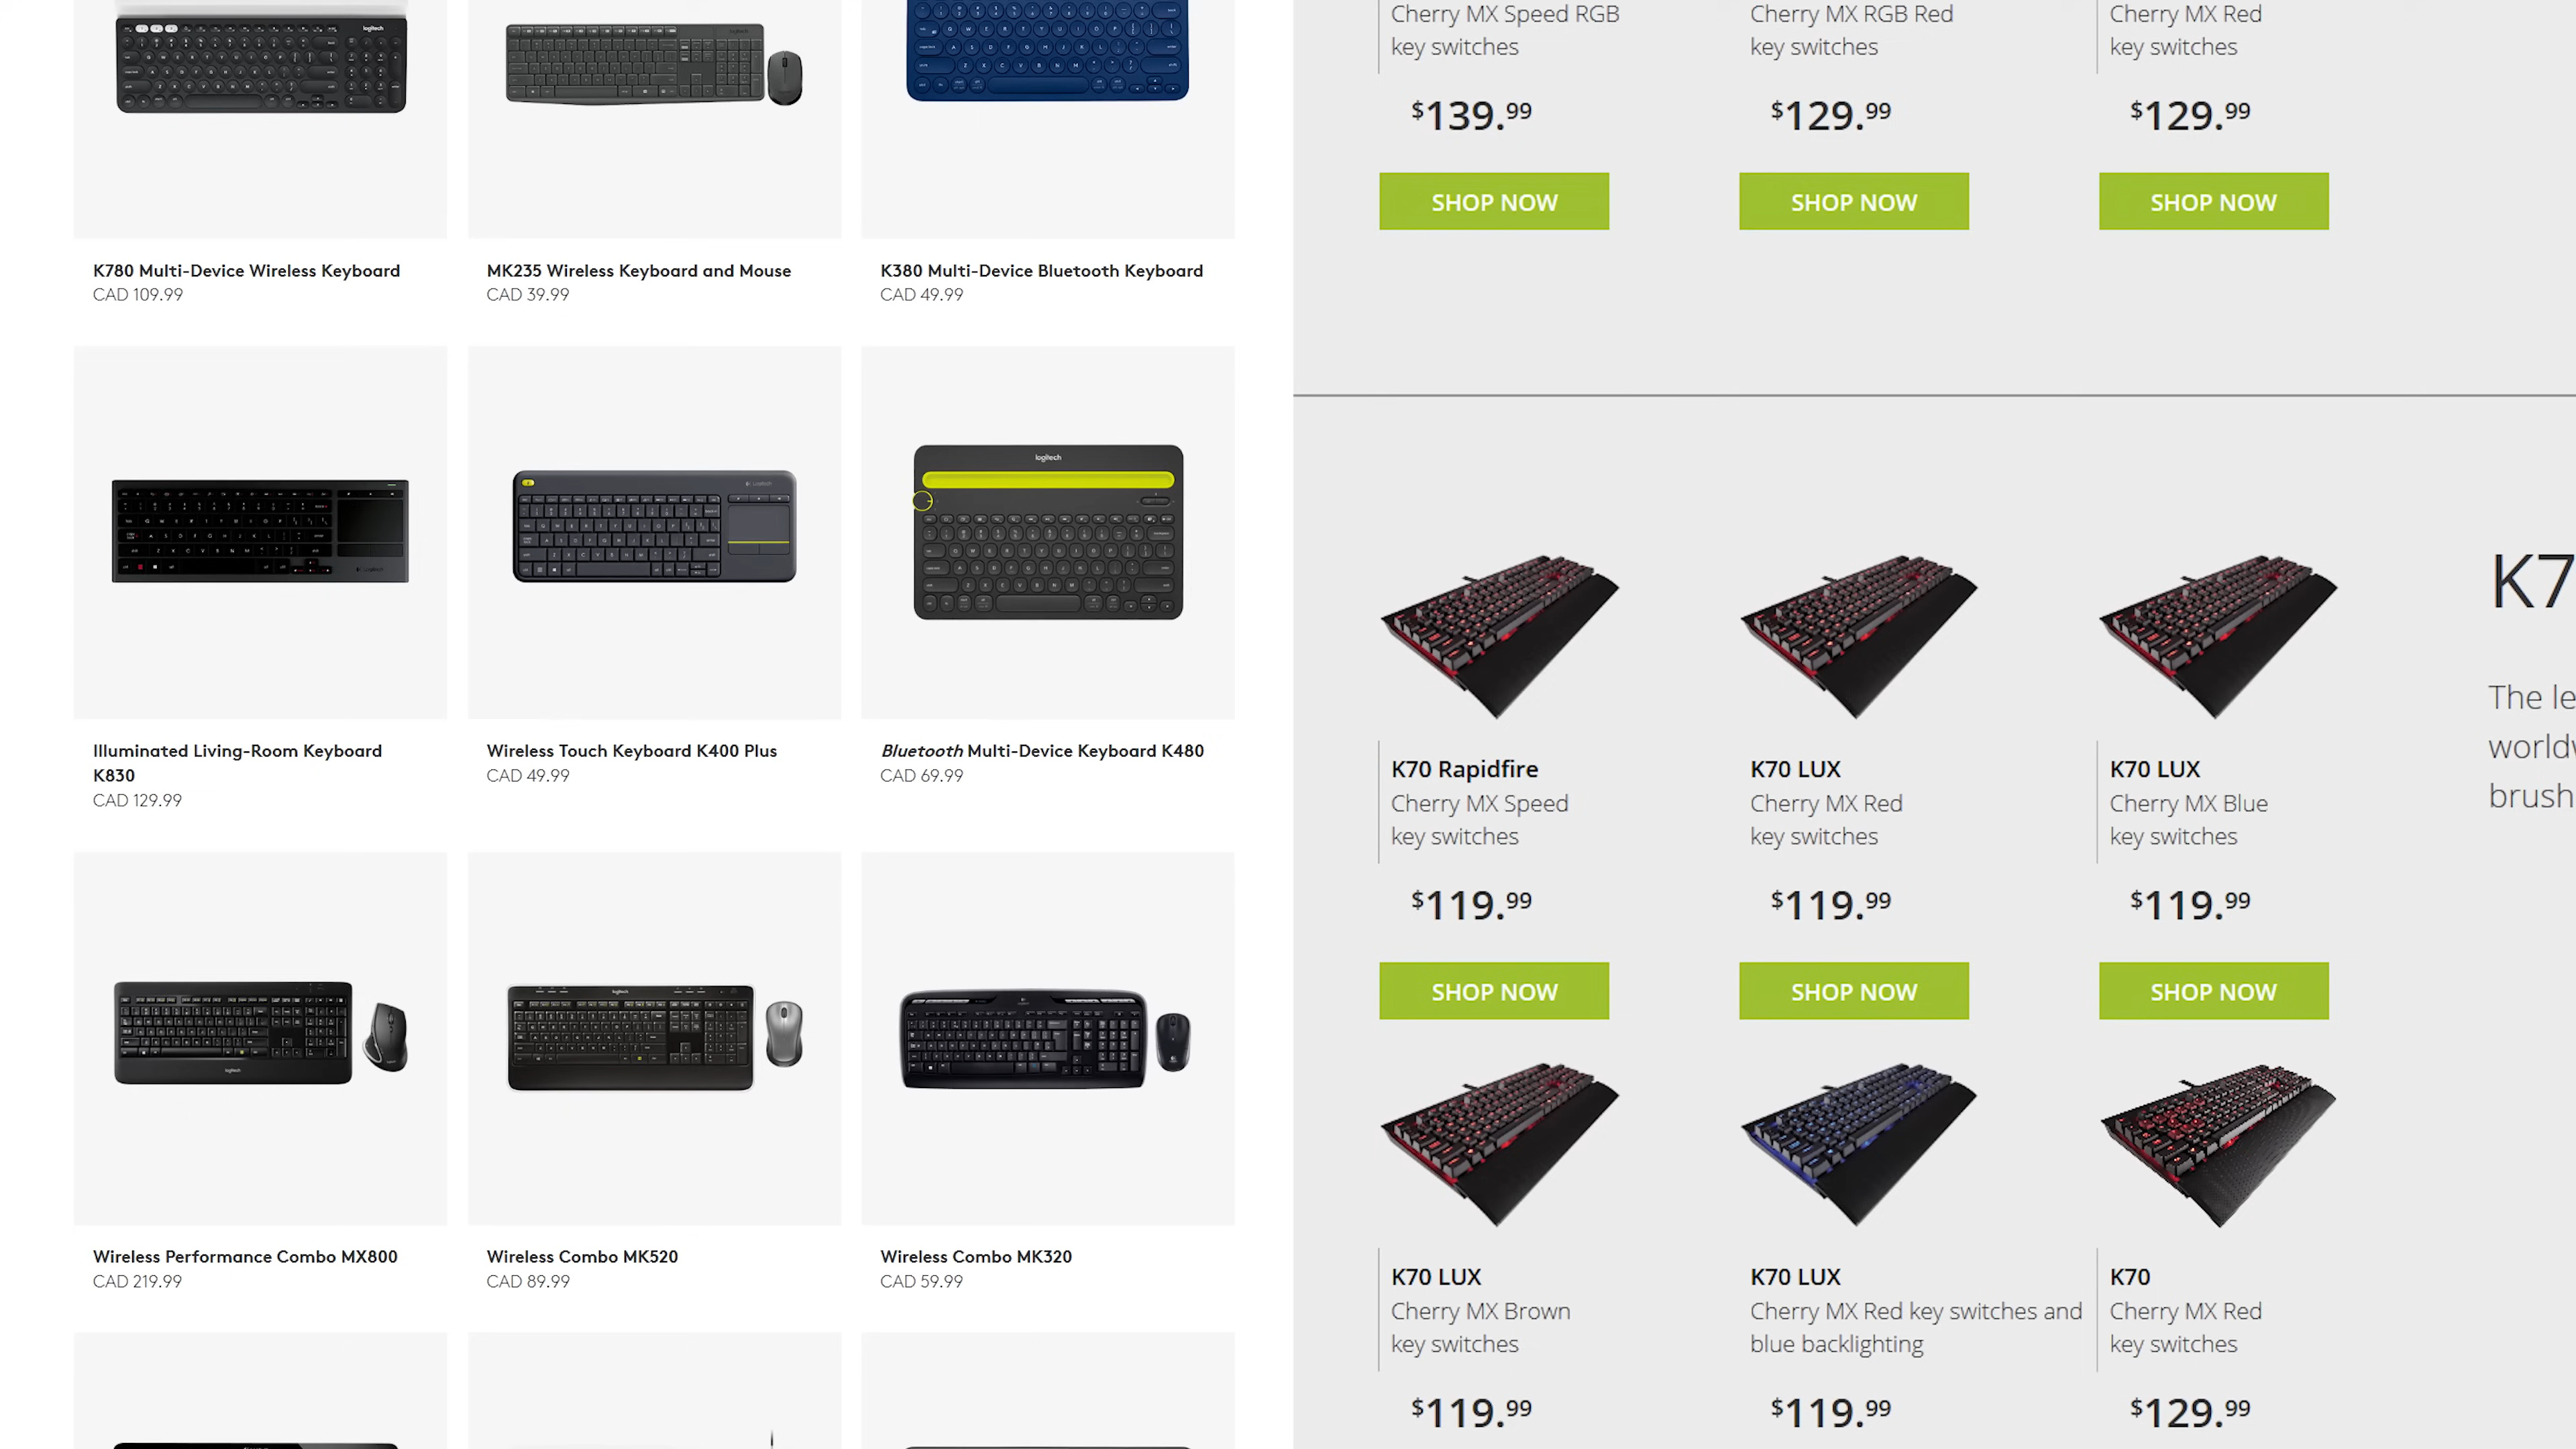 logitech
K780 Multi-Device Wireless Keyboard
CAD 109.99
MK235 Wireless Keyboard and Mouse
CAD 39.99
K380 Multi-Device Bluetooth Keyboard
CAD 49.99
logitech
Illuminated Living-Room Keyboard
K830
CAD 129.99
Wireless Touch Keyboard K400 Plus
CAD 49.99
Bluetooth Multi-Device Keyboard K480
CAD 69.99
Wireless Performance Combo MX800
CAD 219.99
Wireless Combo MK520
CAD 89.99
Wireless Combo MK320
CAD 59.99
Cherry MX Speed RGB
key switches
$139.99
SHOP NOW
Cherry MX RGB Red
key switches
$129.99
SHOP NOW
Cherry MX Red
key switches
$129.99
SHOP NOW
K70 Rapidfire
Cherry MX Speed
key switches
$119.99
SHOP NOW
K70 LUX
Cherry MX Red
key switches
$119.99
SHOP NOW
K70 LUX
Cherry MX Blue
key switches
$119.99
SHOP NOW
K70 LUX
Cherry MX Brown
key switches
$119.99
K70 LUX
Cherry MX Red key switches and
blue backlighting
$119.99
K70
Cherry MX Red
key switches
$129.99
K7
The le
world
brush